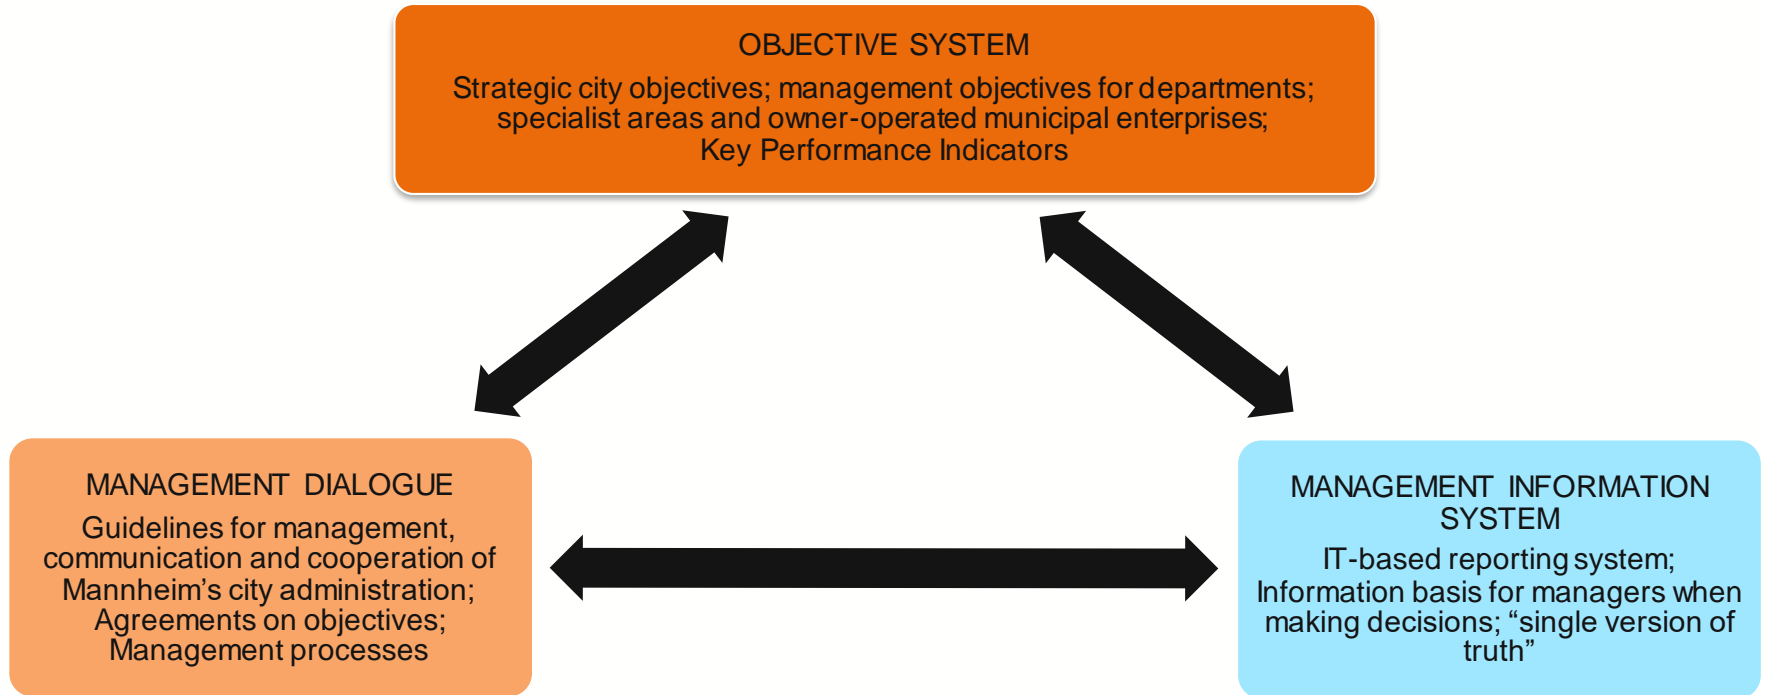 OBJECTIVE SYSTEM
Strategic city objectives; management objectives for departments;
specialist areas and owner-operated municipal enterprises;
Key Performance Indicators
MANAGEMENT DIALOGUE
Guidelines for management,
communication and cooperation of
Mannheim’s city administration;
Agreements on objectives;
Management processes
MANAGEMENT INFORMATION
SYSTEM
IT-based reporting system;
Information basis for managers when
making decisions; “single version of
truth”